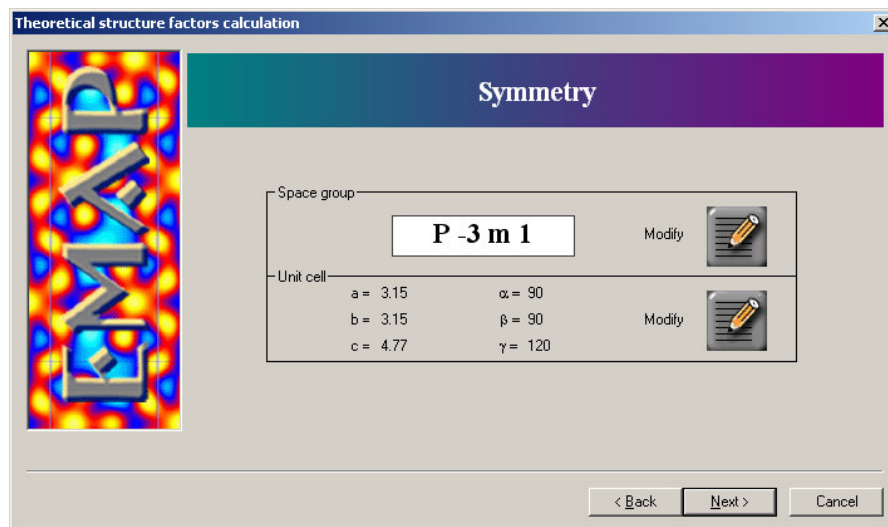 Theoretical structure factors calculation
EMAP
Symmetry
Space group
P -3 m 1
Modify
Unit cell
a = 3.15 α = 90
b = 3.15 β = 90 Modify
c = 4.77 γ = 120
< Back Next > Cancel